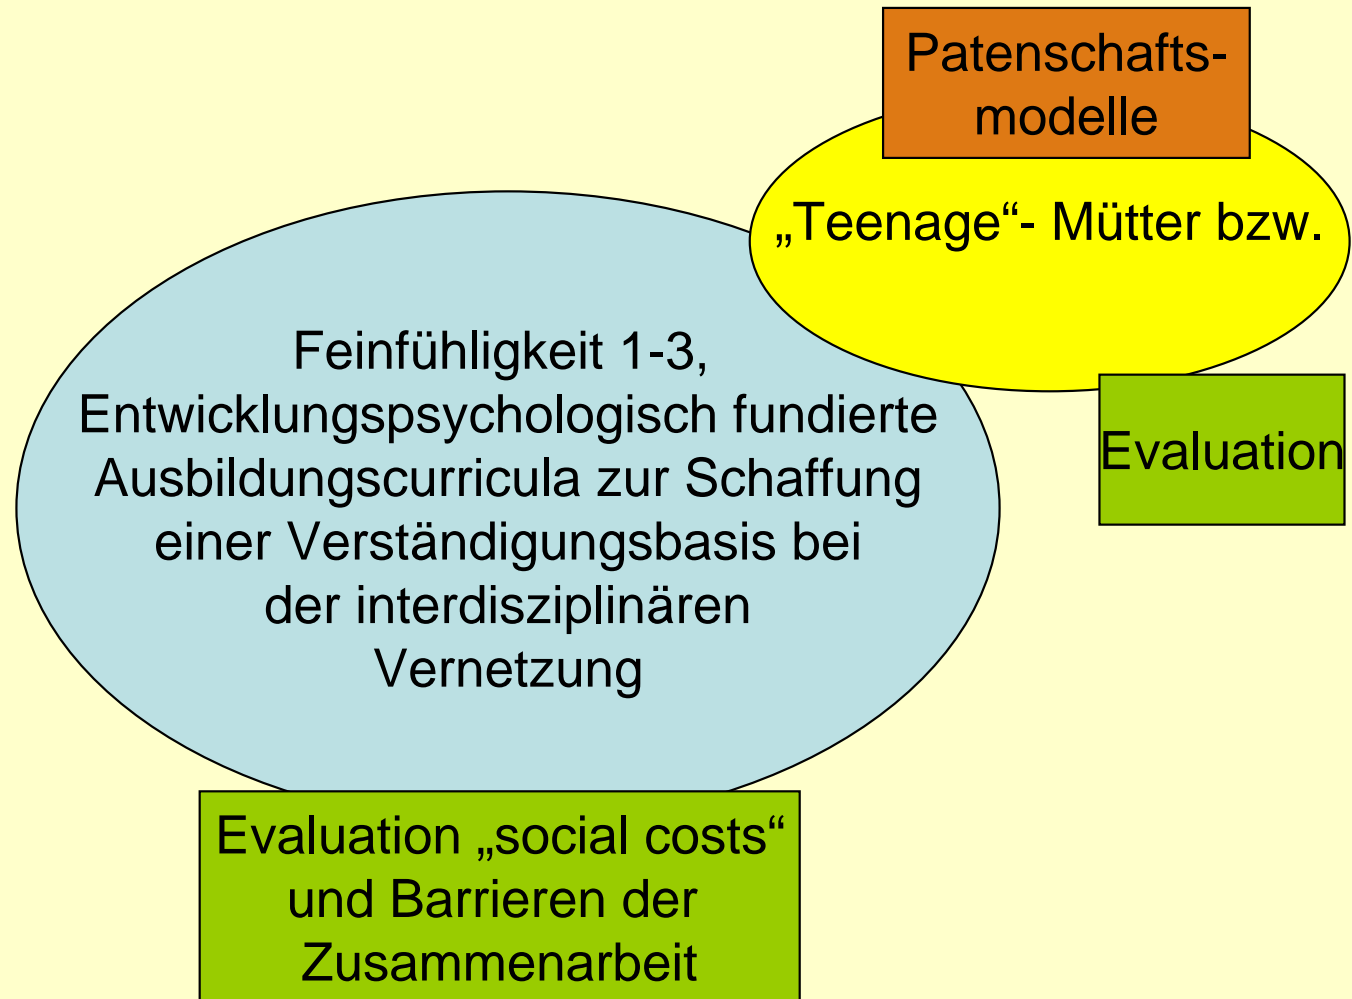 Patenschafts-
modelle
„Teenage“- Mütter bzw.
Feinfühligkeit 1-3,
Entwicklungspsychologisch fundierte
Ausbildungscurricula zur Schaffung
einer Verständigungsbasis bei
der interdisziplinären
Vernetzung
Evaluation
Evaluation „social costs“
und Barrieren der
Zusammenarbeit